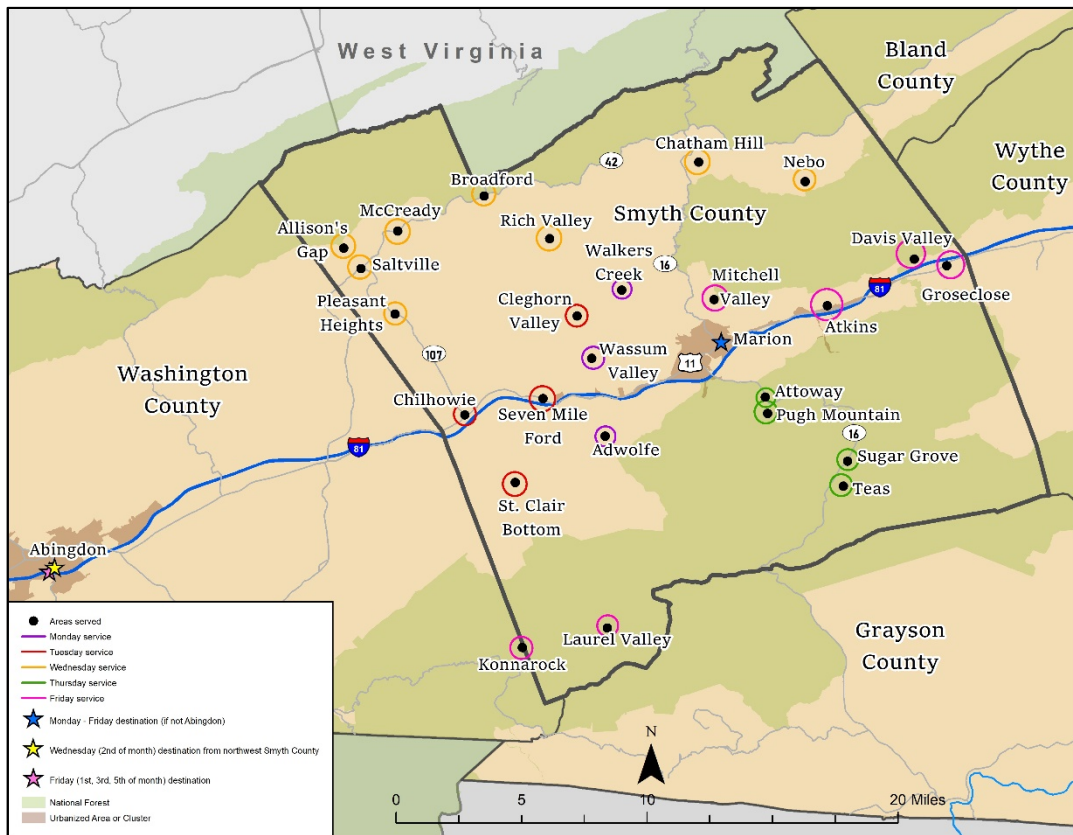 West Virginia
Bland
County
Chatham Hill
42
Nebo
Wythe
County
Broadford
McCready
Rich Valley
Smyth County
Allison's
Gap
Walkers
Creek
Davis Valley
16
Saltville
Mitchell
Valley
Groseclose
Pleasant
Heights
Cleghorn
Valley
81
Atkins
Marion
107
Wassum
Valley
11
Washington
County
Chilhowie
Attoway
Seven Mile
Ford
Pugh Mountain
16
81
Adwolfe
Sugar Grove
Teas
St. Clair
Bottom
Abingdon
Laurel Valley
Grayson
County
Konnarock
Areas served
Monday service
Tuesday service
Wednesday service
Thursday service
Friday service
Monday - Friday destination (if not Abingdon)
Wednesday (2nd of month) destination from northwest Smyth County
Friday (1st, 3rd, 5th of month) destination
National Forest
Urbanized Area or Cluster
N
0 5 10 20 Miles